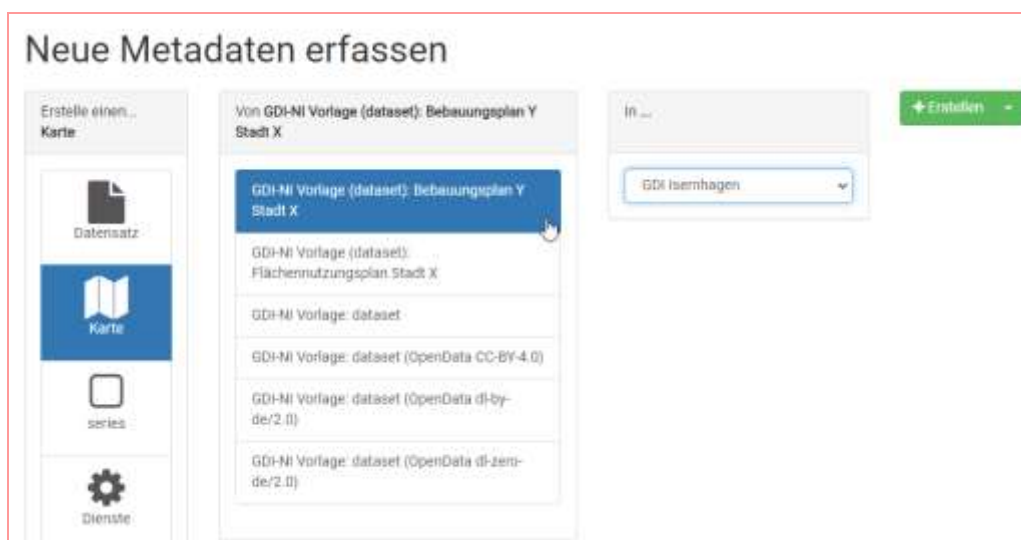 Neue Metadaten erfassen
Erstelle einen...
Karte
Datensatz
Karte
series
Dienste
Von GDI-NI Vorlage (dataset): Bebauungsplan Y
Stadt X
GDI-NI Vorlage (dataset): Bebauungsplan Y
Stadt X
GDI-NI Vorlage (dataset):
Flächennutzungsplan Stadt X
GDI-NI Vorlage: dataset
GDI-NI Vorlage: dataset (OpenData CC-BY-4.0)
GDI-NI Vorlage: dataset (OpenData dl-by-
de/2.0)
GDI-NI Vorlage: dataset (OpenData dl-zero-
de/2.0)
In ...
GDI Isernhagen
+ Erstellen